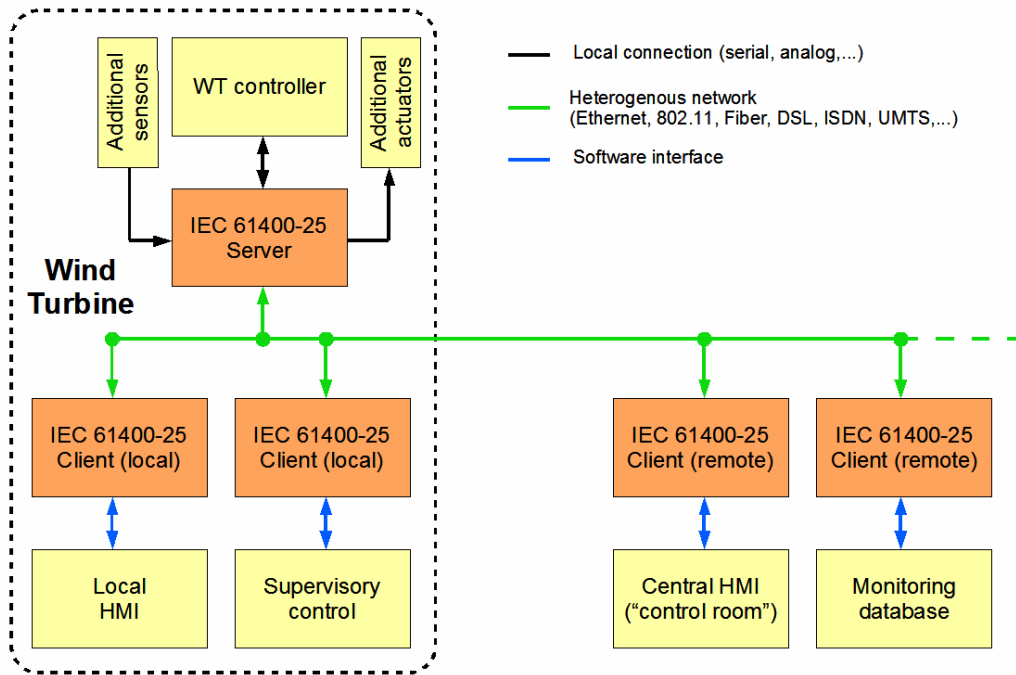 Additional
sensors
WT controller
Additional
actuators
Local connection (serial, analog,...)
Heterogenous network
(Ethernet, 802.11, Fiber, DSL, ISDN, UMTS,...)
Software interface
IEC 61400-25
Server
Wind
Turbine
IEC 61400-25
Client (local)
IEC 61400-25
Client (local)
IEC 61400-25
Client (remote)
IEC 61400-25
Client (remote)
Local
HMI
Supervisory
control
Central HMI
(“control room”)
Monitoring
database